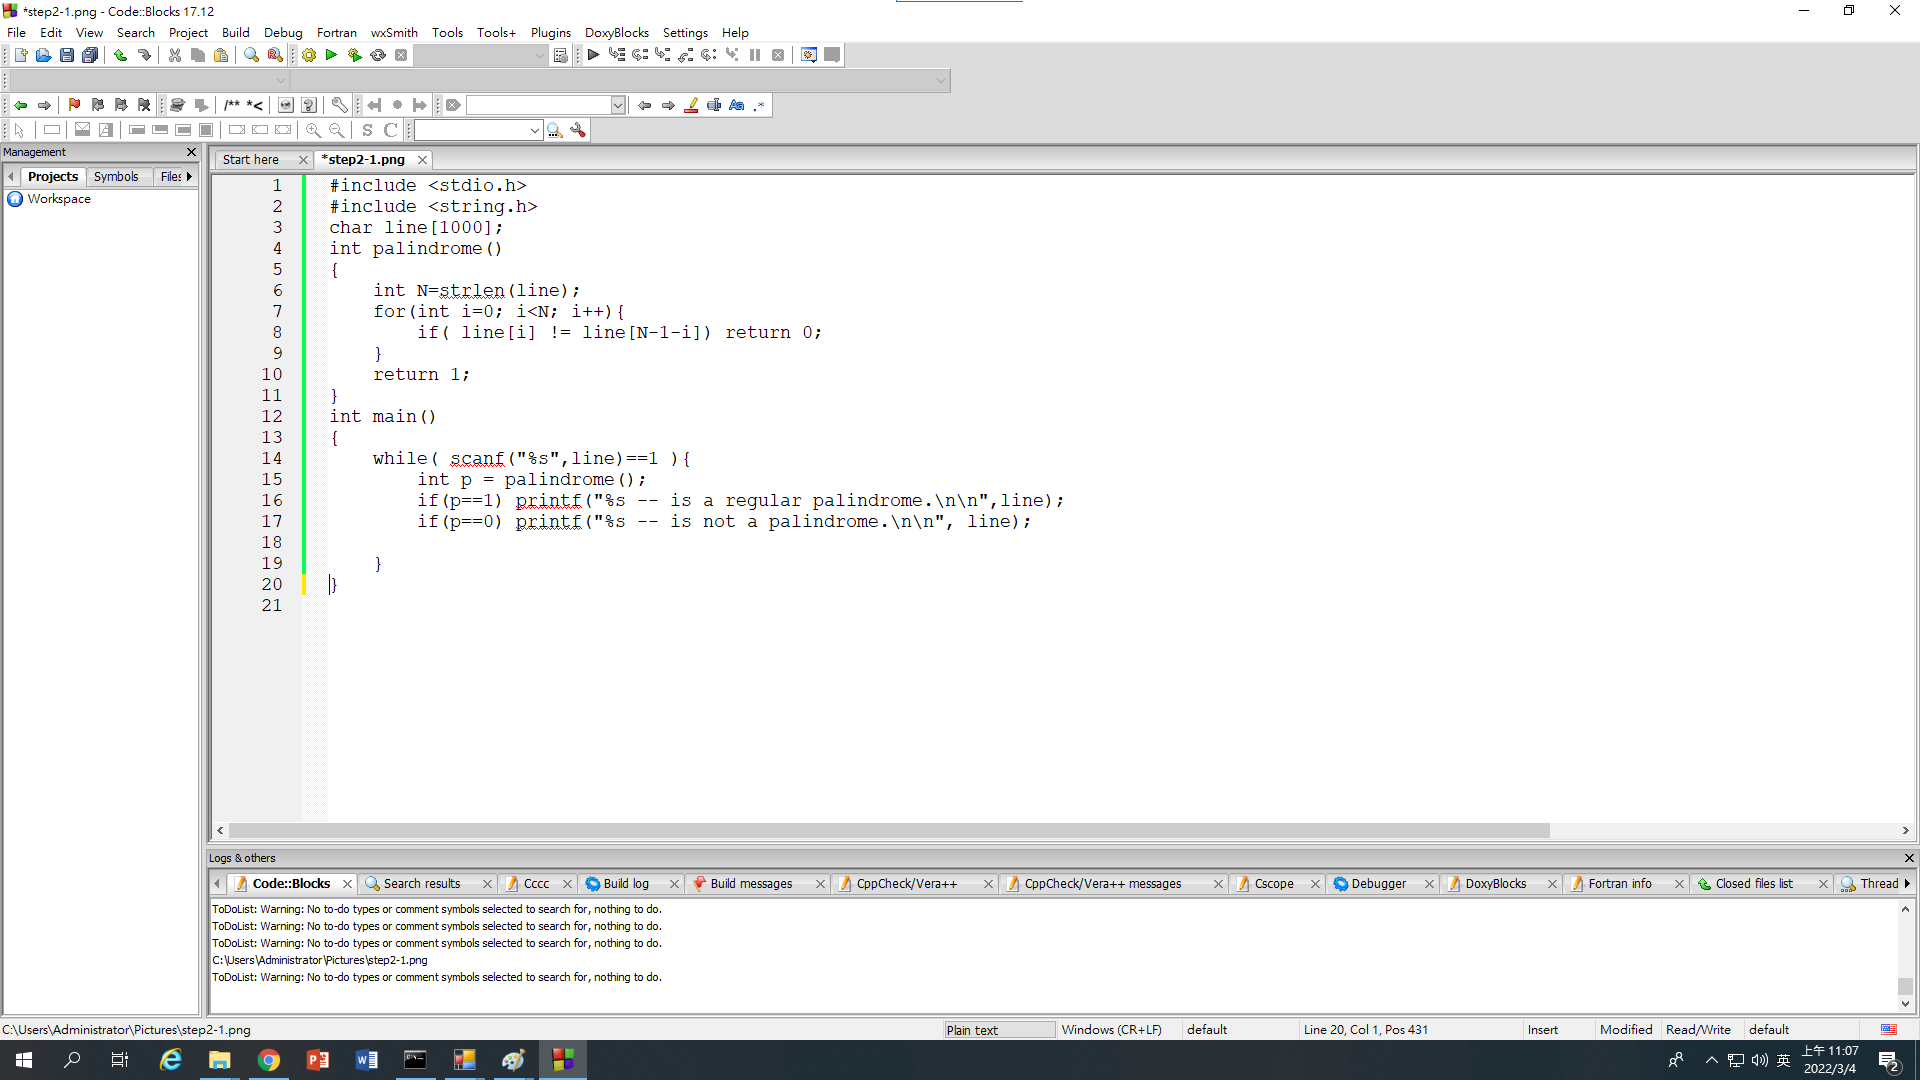 *step2-1.png - Code::Blocks 17.12
File Edit View Search Project Build Debug Fortran wxSmith Tools Tools+ Plugins DoxyBlocks Settings Help
/** *<
S C
Management
Projects Symbols Files
Workspace
Start here *step2-1.png
1 #include <stdio.h>
2 #include <string.h>
3 char line[1000];
4 int palindrome()
5 {
6     int N=strlen(line);
7     for(int i=0; i<N; i++){
8         if( line[i] != line[N-1-i]) return 0;
9     }
10     return 1;
11 }
12 int main()
13 {
14     while( scanf("%s",line)==1 ){
15         int p = palindrome();
16         if(p==1) printf("%s -- is a regular palindrome.\n\n",line);
17         if(p==0) printf("%s -- is not a palindrome.\n\n", line);
18
19     }
20 }
21
Logs & others
Code::Blocks Search results Cccc Build log Build messages CppCheck/Vera++ CppCheck/Vera++ messages Cscope Debugger DoxyBlocks Fortran info Closed files list Thread
ToDoList: Warning: No to-do types or comment symbols selected to search for, nothing to do.
ToDoList: Warning: No to-do types or comment symbols selected to search for, nothing to do.
ToDoList: Warning: No to-do types or comment symbols selected to search for, nothing to do.
C:\Users\Administrator\Pictures\step2-1.png
ToDoList: Warning: No to-do types or comment symbols selected to search for, nothing to do.
C:\Users\Administrator\Pictures\step2-1.png Plain text Windows (CR+LF) default Line 20, Col 1, Pos 431 Insert Modified Read/Write default
英 上午 11:07
2022/3/4
2